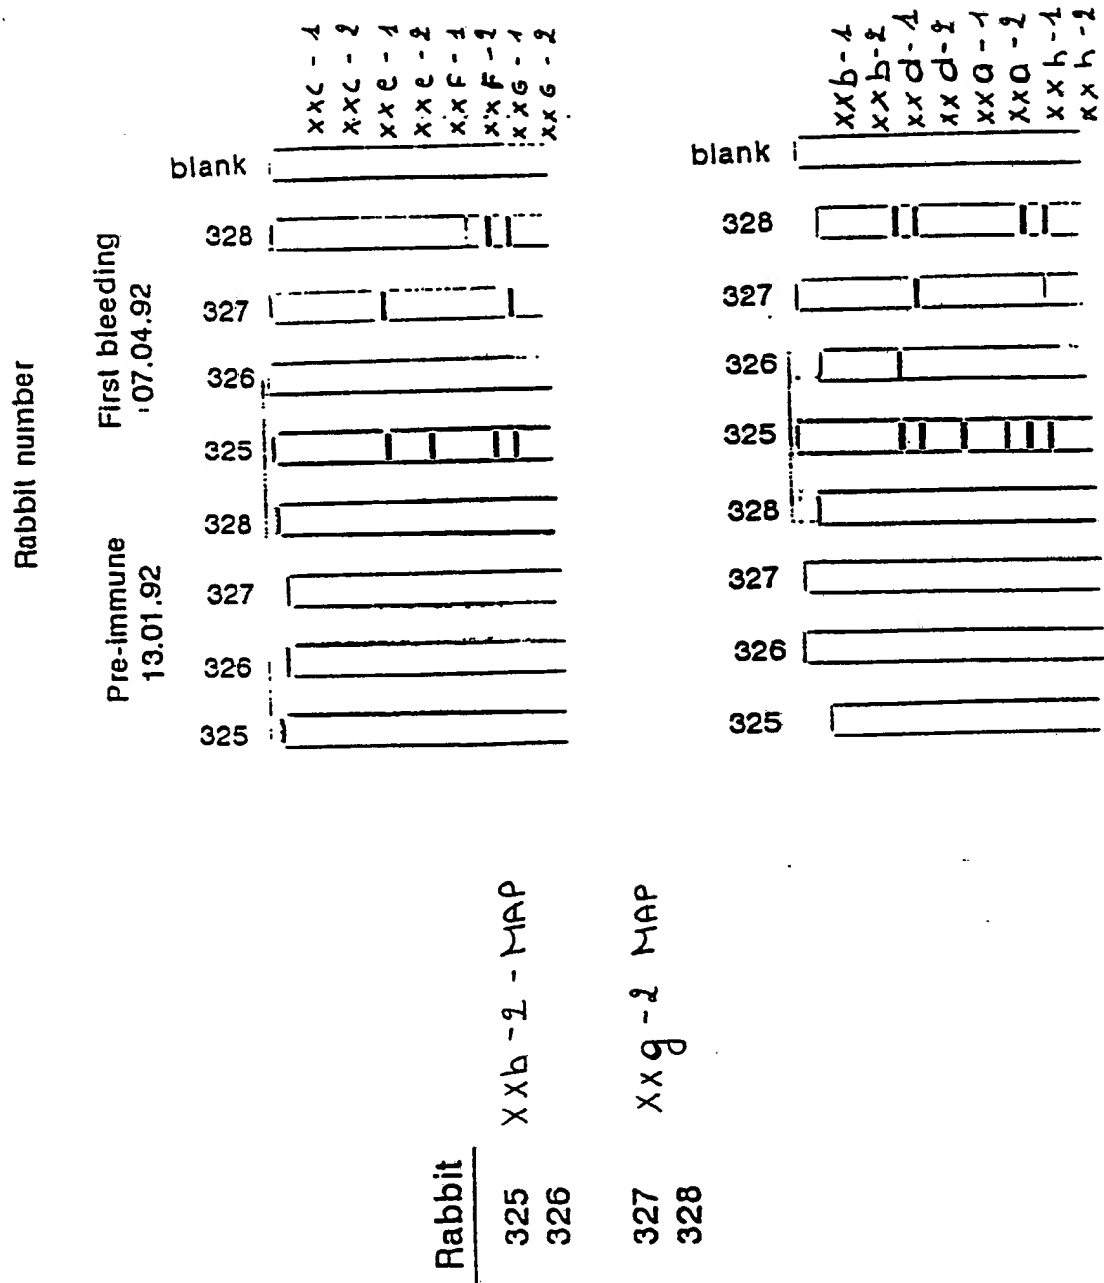 Rabbit number
Pre-immune
13.01.92
First bleeding
07.04.92
xxc - 1
xxc - 2
xxe - 1
xxe - 2
xxF - 1
xxF - 2
xxG - 1
xxG - 2
blank
328
327
326
325
328
327
326
325
xxb-1
xxb-2
xxd-1
xxd-2
xxa-1
xxa-2
xxh-1
xxh-2
blank
328
327
326
325
328
327
326
325
Rabbit
325 xxb-2-MAP
326
327 xxg-2 MAP
328